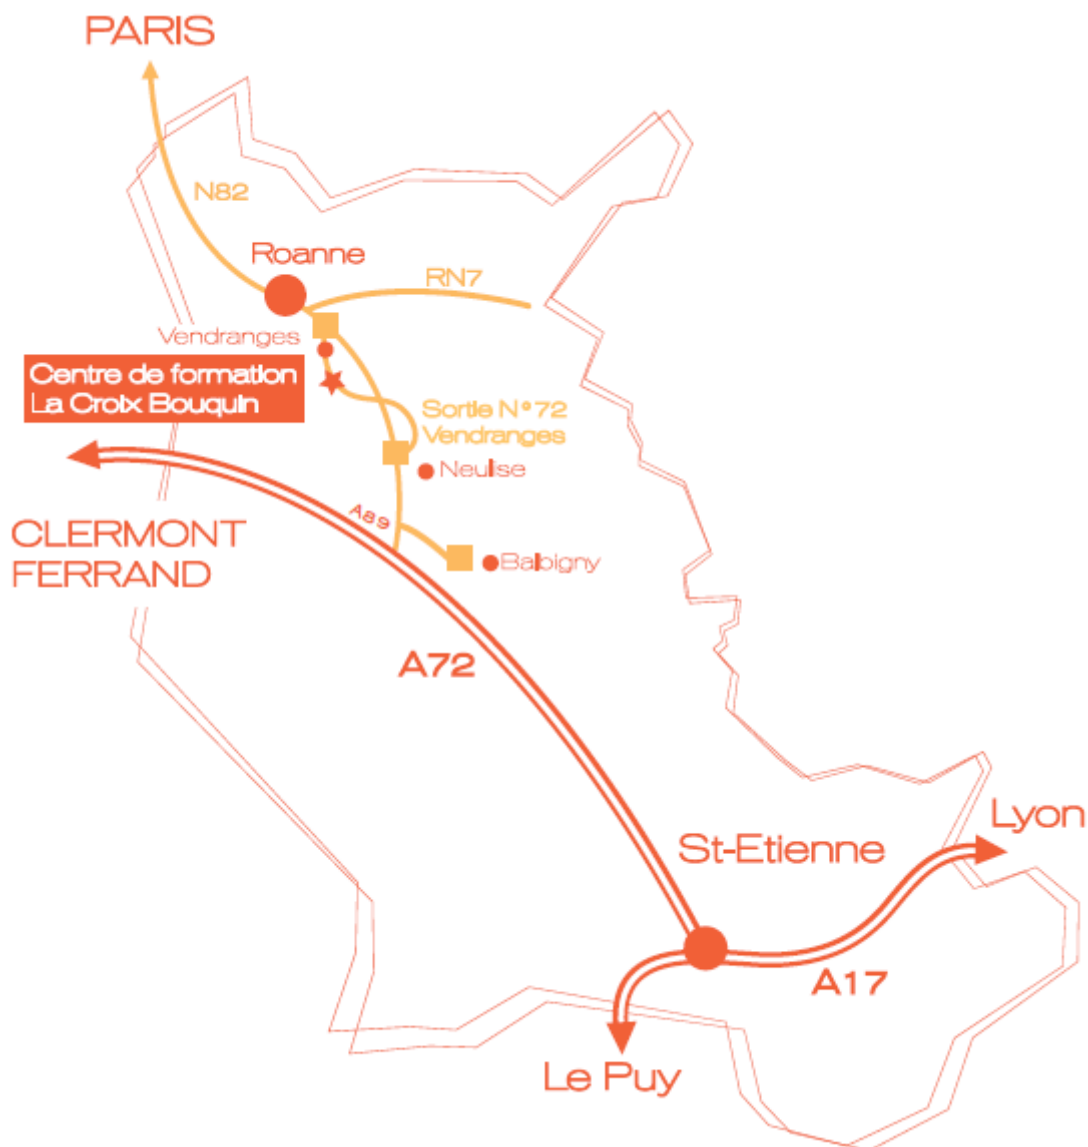 PARIS
N82
Roanne
RN7
Vendranges
Centre de formation
La Croix Bouquin
Sortie N°72
Vendranges
Neulise
A89
CLERMONT
FERRAND
Balbigny
A72
St-Etienne
Lyon
A17
Le Puy